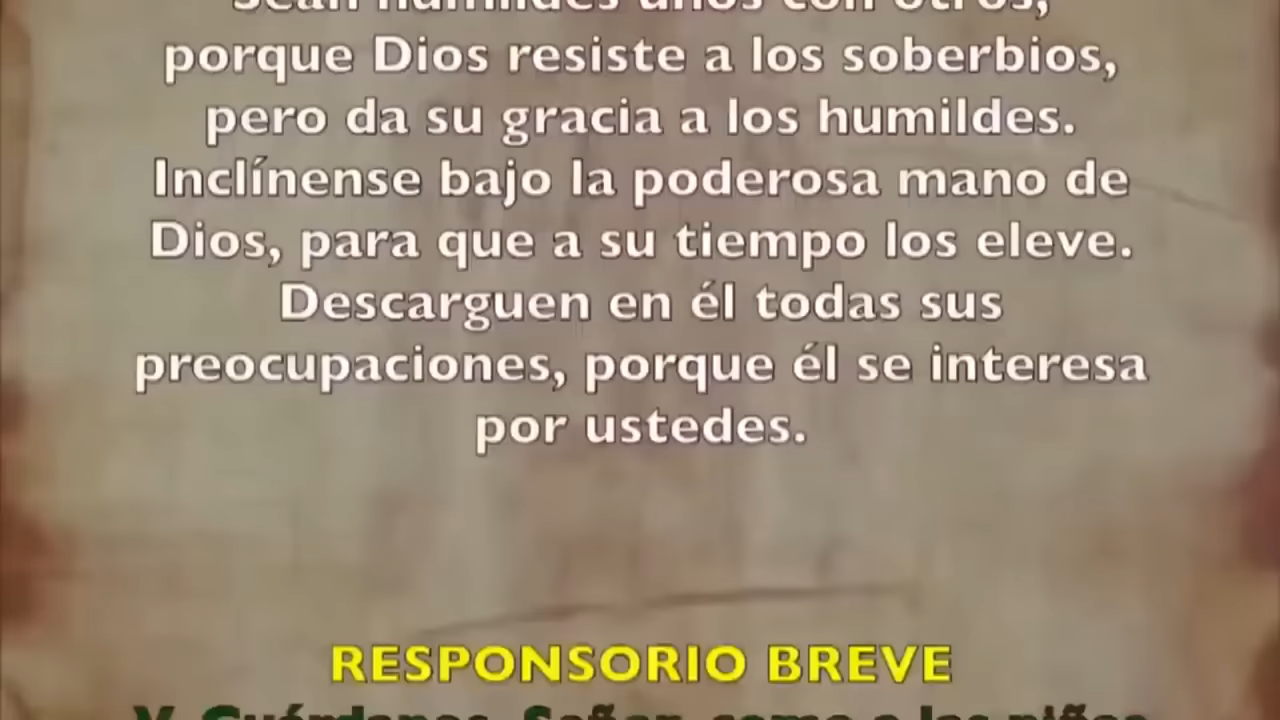 Sean humildes unos con otros,
porque Dios resiste a los soberbios,
pero da su gracia a los humildes.
Inclínense bajo la poderosa mano de
Dios, para que a su tiempo los eleve.
Descarguen en él todas sus
preocupaciones, porque él se interesa
por ustedes.
RESPONSORIO BREVE
V. Guárdanos, Señor, como a las niñas